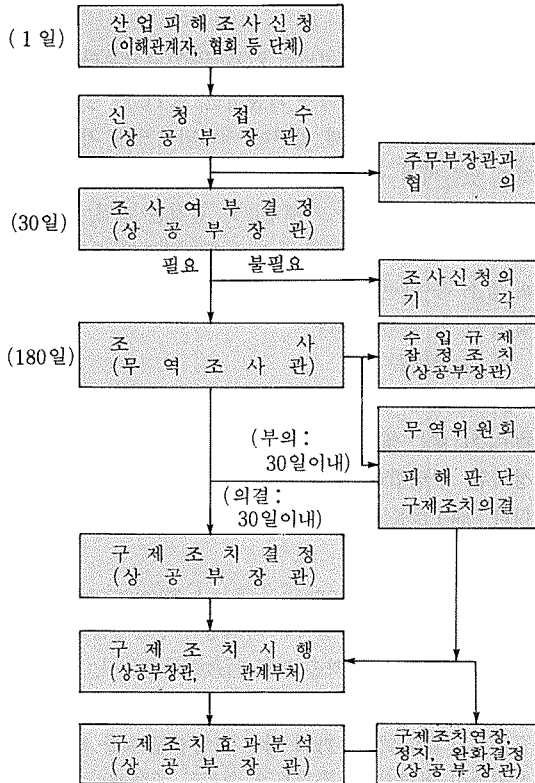 (1일)
산업피해조사신청
(이해관계자, 협회 등 단체)
신청접수
(상공부장관)
주무부장관과
협의
(30일)
조사여부결정
(상공부장관)
필요 불필요
조사신청의
기각
(180일)
조사
(무역조사관)
수입규제
잠정조치
(상공부장관)
무역위원회
(부의:
30일이내)
피해판단
구제조치의결
(의결:
30일이내)
구제조치결정
(상공부장관)
구제조치시행
(상공부장관, 관계부처)
구제조치효과분석
(상공부장관)
구제조치연장,
정지, 완화결정
(상공부장관)